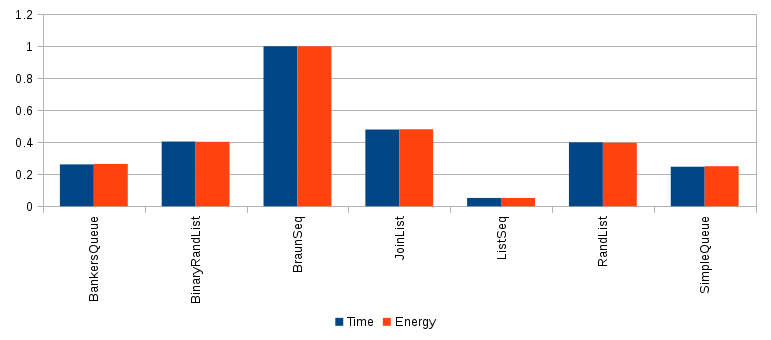 1.2
1
0.8
0.6
0.4
0.2
0
BankersQueue
BinaryRandList
BraunSeq
JoinList
ListSeq
RandList
SimpleQueue
Time Energy